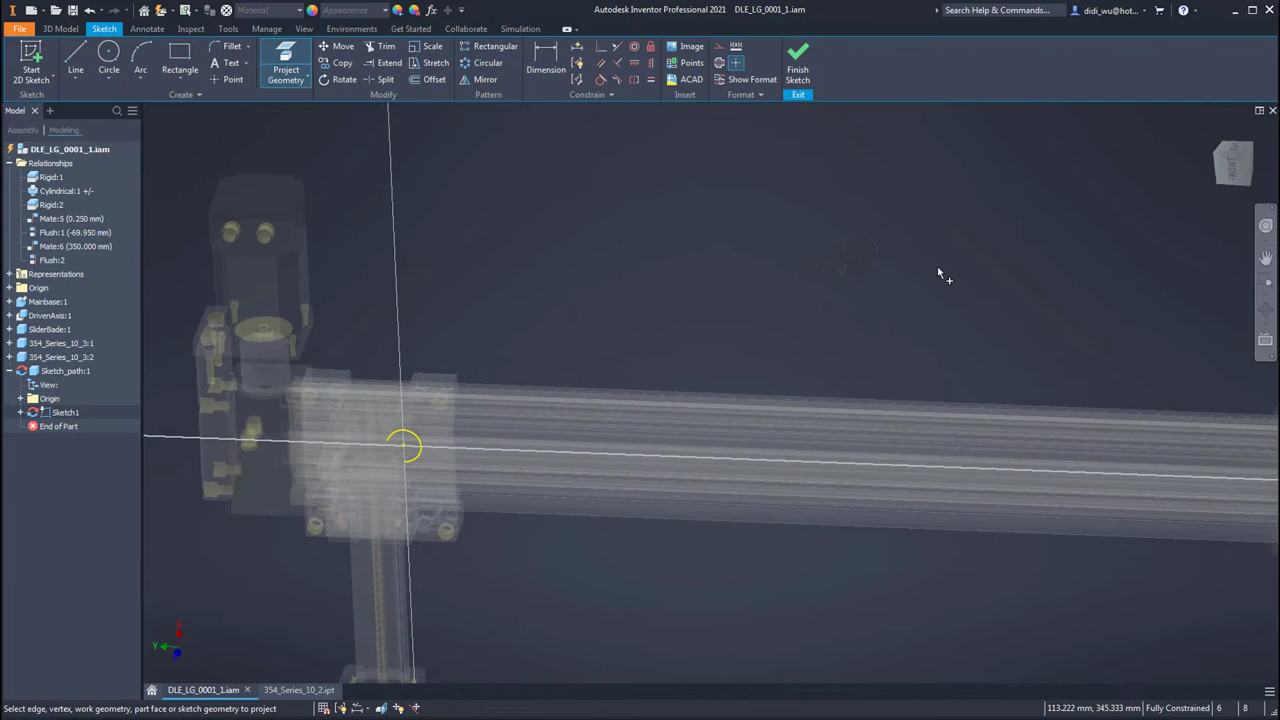 Material
Appearance
Autodesk Inventor Professional 2021 DLE_LG_0001_1.iam
Search Help & Commands...
didi_wu@hot...
File 3D Model Sketch Annotate Inspect Tools Manage View Environments Get Started Collaborate Simulation
Start
2D Sketch
Line
Circle
Arc
Rectangle
Fillet
Text
Point
Project
Geometry
Move
Copy
Rotate
Trim
Extend
Split
Scale
Stretch
Offset
Rectangular
Circular
Mirror
Dimension
Image
Points
ACAD
Show Format
Finish
Sketch
Sketch Create Modify Pattern Constrain Insert Format Exit
Model
Assembly Modeling
DLE_LG_0001_1.iam
Relationships
Rigid:1
Cylindrical:1 +/-
Rigid:2
Mate:5 (0.250 mm)
Flush:1 (-69.950 mm)
Mate:6 (350.000 mm)
Flush:2
Representations
Origin
Mainbase:1
DrivenAxis:1
SliderBade:1
354_Series_10_3:1
354_Series_10_3:2
Sketch_path:1
View:
Origin
Sketch1
End of Part
FRONT
Y
DLE_LG_0001_1.iam 354_Series_10_2.ipt
Select edge, vertex, work geometry, part face or sketch geometry to project
113.222 mm, 345.333 mm Fully Constrained 6 8